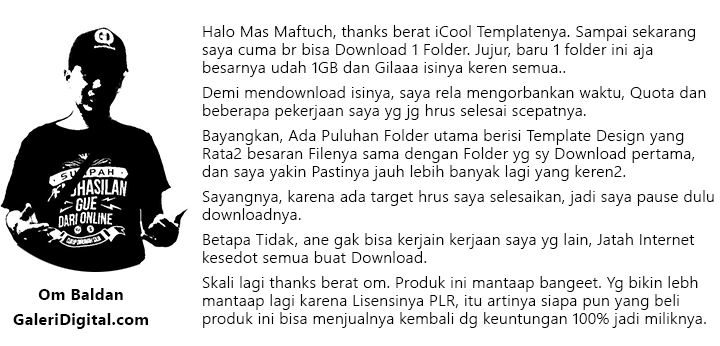 Halo Mas Maftuch, thanks berat iCool Templatenya. Sampai sekarang
saya cuma br bisa Download 1 Folder. Jujur, baru 1 folder ini aja
besarnya udah 1GB dan Gilaaa isinya keren semua..
Demi mendownload isinya, saya rela mengorbankan waktu, Quota dan
beberapa pekerjaan saya yg jg hrus selesai scepatnya.
Bayangkan, Ada Puluhan Folder utama berisi Template Design yang
Rata2 besaran Filenya sama dengan Folder yg sy Download pertama,
dan saya yakin Pastinya jauh lebih banyak lagi yang keren2.
Sayangnya, karena ada target hrus saya selesaikan, jadi saya pause dulu
downloadnya.
Betapa Tidak, ane gak bisa kerjain kerjaan saya yg lain, Jatah Internet
kesedot semua buat Download.
Skali lagi thanks berat om. Produk ini mantaap bangeet. Yg bikin lebh
mantaap lagi karena Lisensinya PLR, itu artinya siapa pun yang beli
produk ini bisa menjualnya kembali dg keuntungan 100% jadi miliknya.
SUMPAH
GUE
DARI ONLINE
Om Baldan
GaleriDigital.com